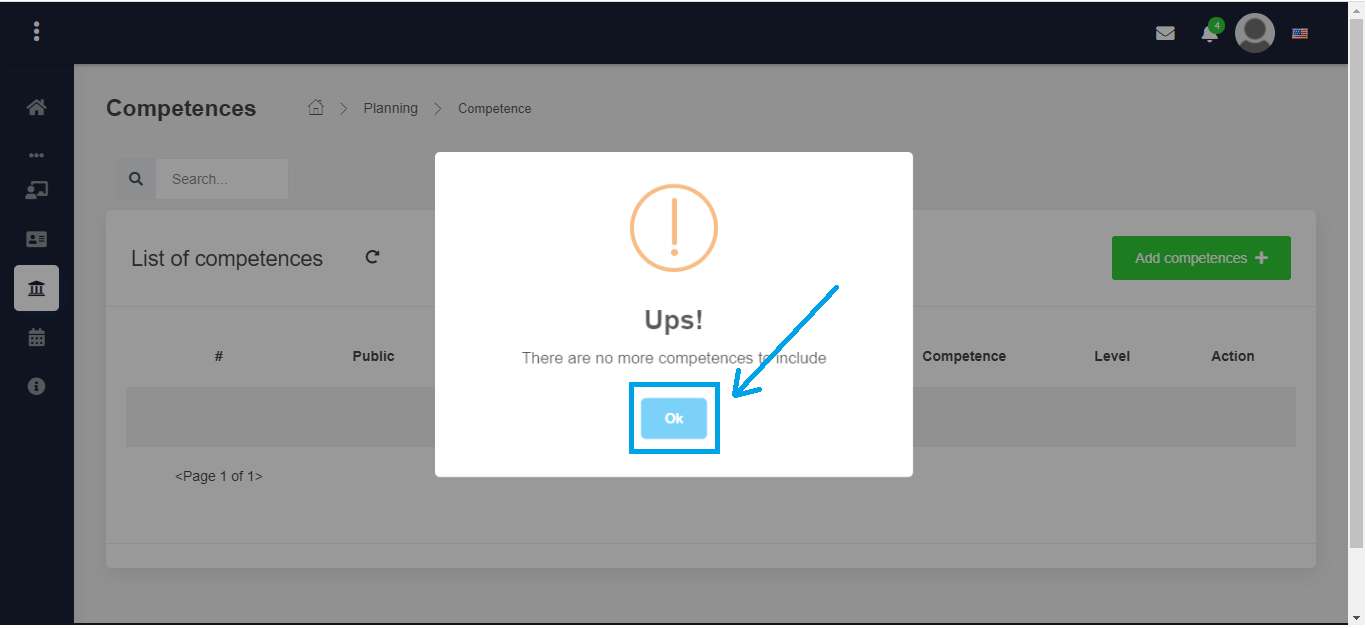 4
Competences
Planning
Competence
Search...
List of competences
Add competences
Ups!
There are no more competences to include
Ok
# Public Competence Level Action
<Page 1 of 1>